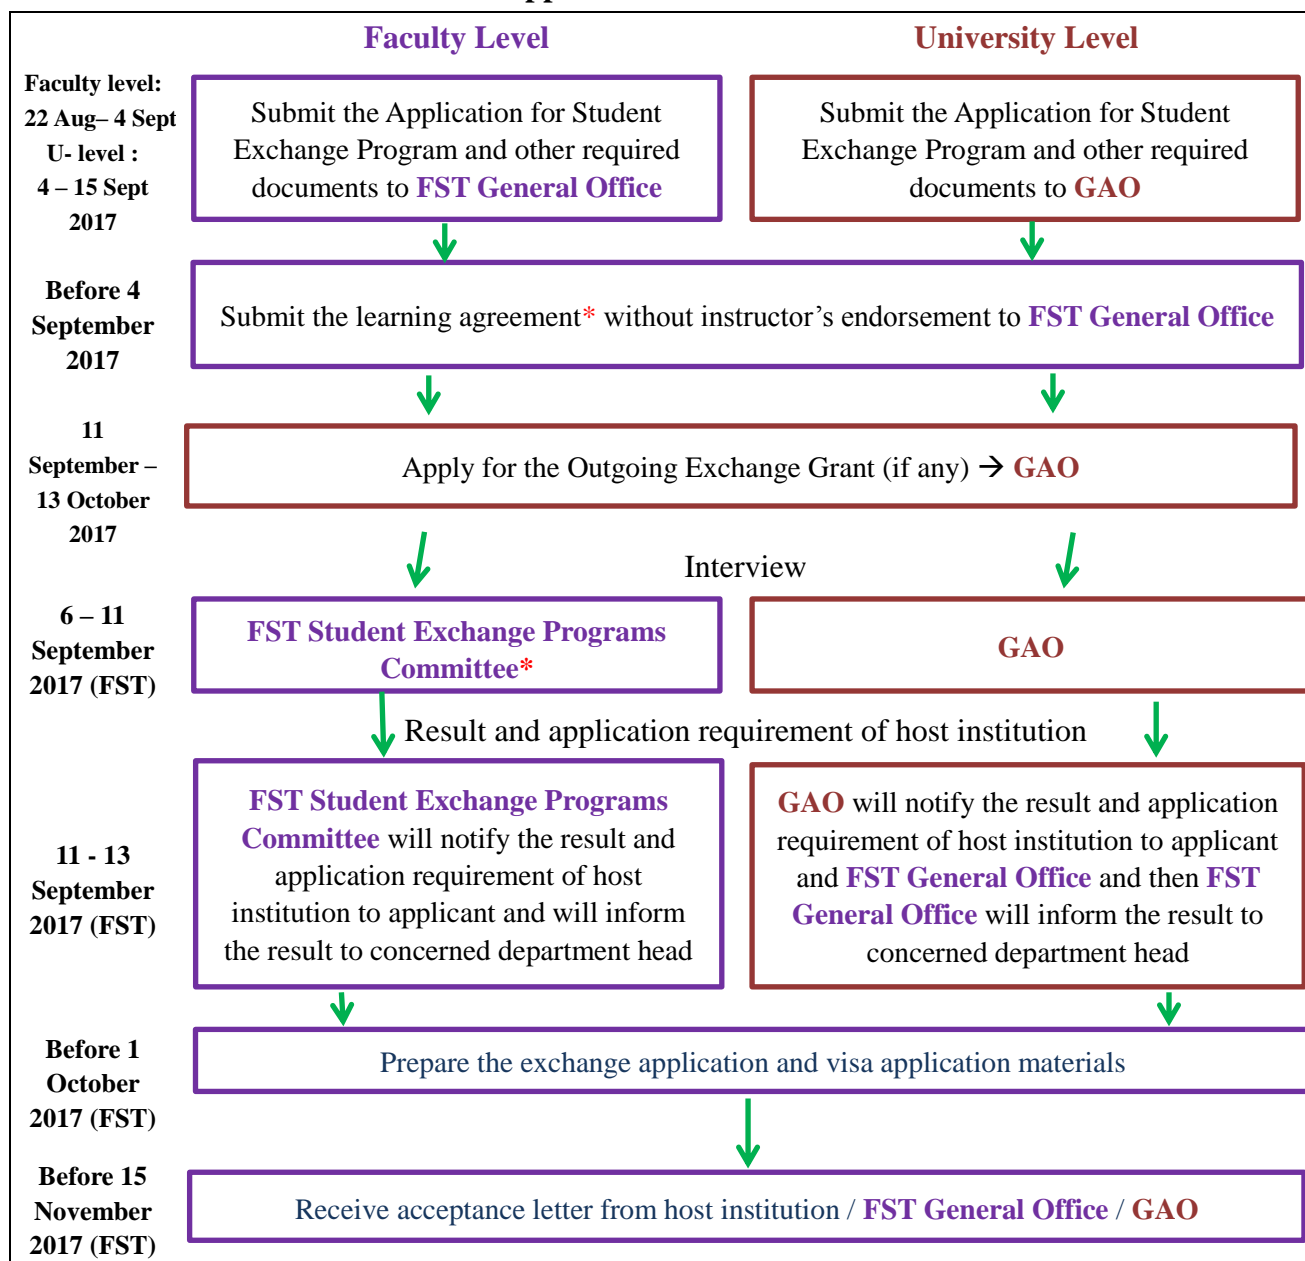 Faculty Level
University Level
Faculty level:
22 Aug– 4 Sept
U- level :
4 – 15 Sept
2017
Submit the Application for Student
Exchange Program and other required
documents to FST General Office
Submit the Application for Student
Exchange Program and other required
documents to GAO
Before 4
September
2017
Submit the learning agreement* without instructor’s endorsement to FST General Office
11
September –
13 October
2017
Apply for the Outgoing Exchange Grant (if any) → GAO
Interview
6 – 11
September
2017 (FST)
FST Student Exchange Programs
Committee*
GAO
Result and application requirement of host institution
11 - 13
September
2017 (FST)
FST Student Exchange Programs
Committee will notify the result and
application requirement of host
institution to applicant and will inform
the result to concerned department head
GAO will notify the result and application
requirement of host institution to applicant
and FST General Office and then FST
General Office will inform the result to
concerned department head
Before 1
October
2017 (FST)
Prepare the exchange application and visa application materials
Before 15
November
2017 (FST)
Receive acceptance letter from host institution / FST General Office / GAO